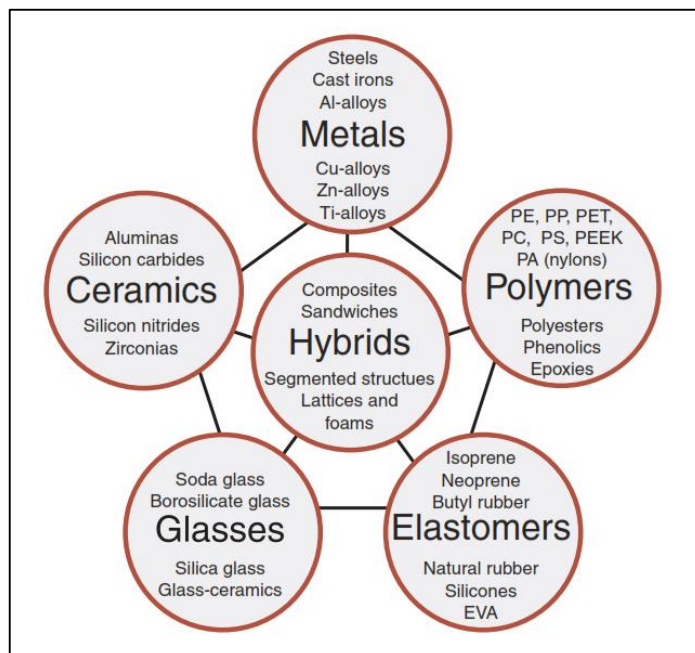 Steels
Cast irons
Al-alloys
Metals
Cu-alloys
Zn-alloys
Ti-alloys
Aluminas
Silicon carbides
Ceramics
Silicon nitrides
Zirconias
PE, PP, PET,
PC, PS, PEEK
PA (nylons)
Polymers
Polyesters
Phenolics
Epoxies
Composites
Sandwiches
Hybrids
Segmented structues
Lattices and
foams
Soda glass
Borosilicate glass
Glasses
Silica glass
Glass-ceramics
Isoprene
Neoprene
Butyl rubber
Elastomers
Natural rubber
Silicones
EVA